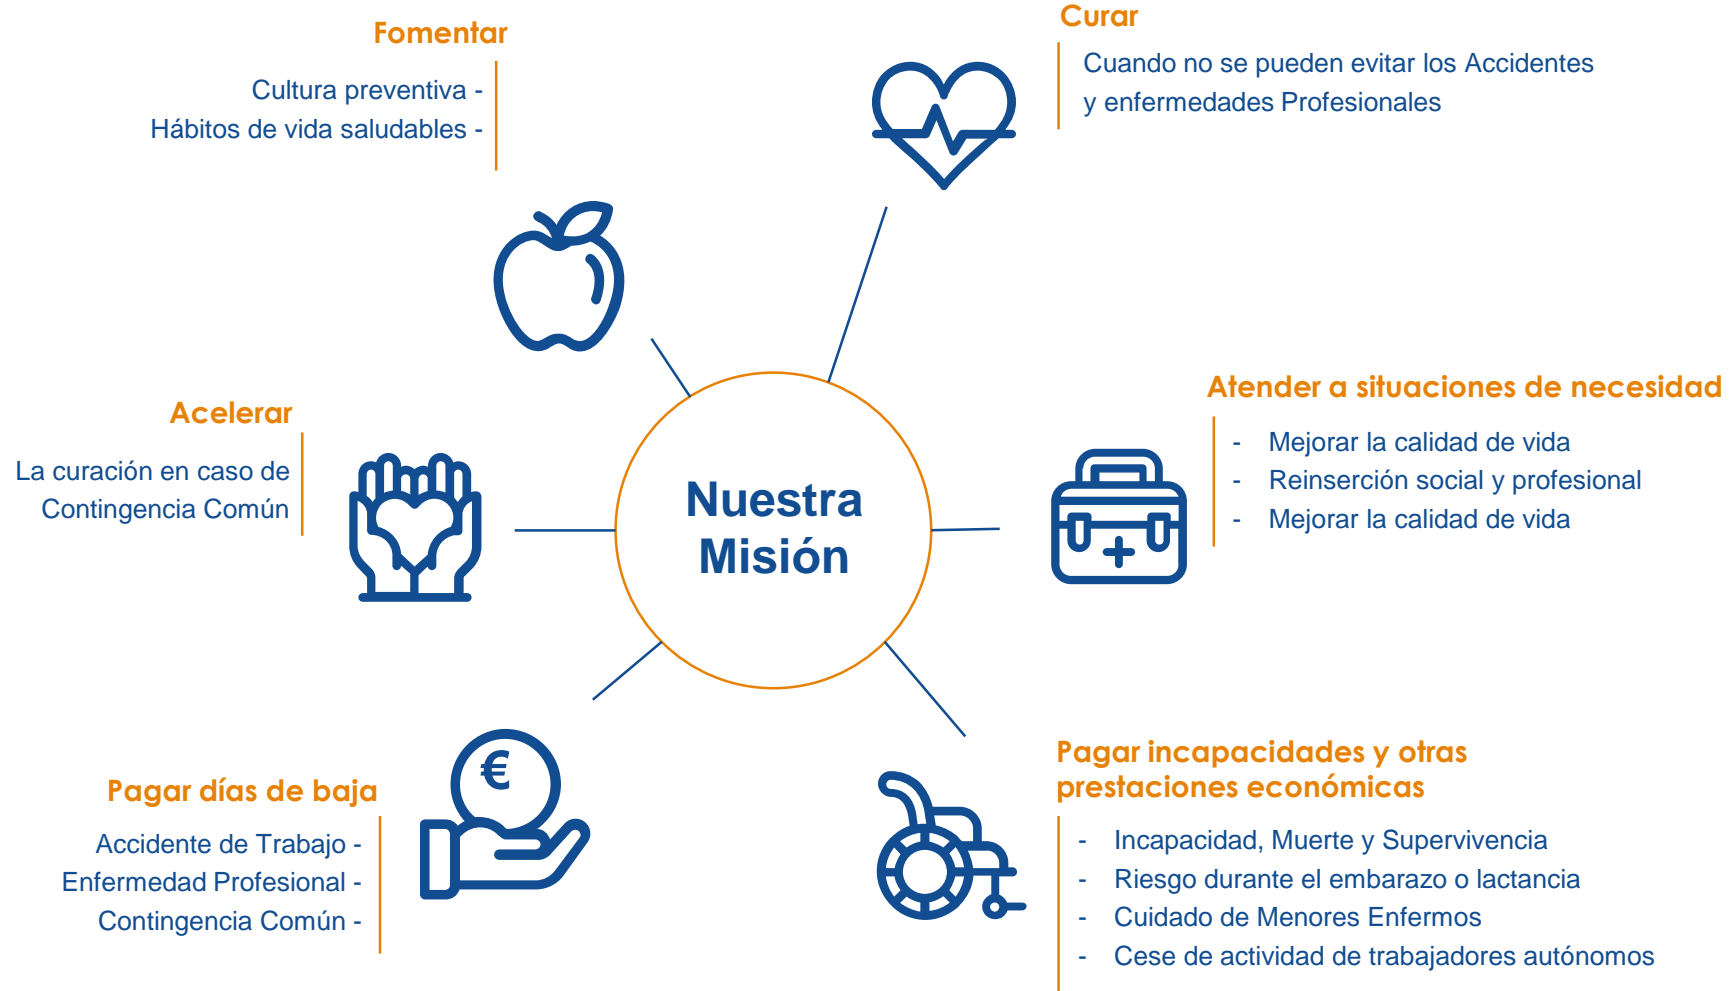 Fomentar
Cultura preventiva -
Hábitos de vida saludables -
Curar
Cuando no se pueden evitar los Accidentes
y enfermedades Profesionales
Acelerar
La curación en caso de
Contingencia Común
Nuestra
Misión
Atender a situaciones de necesidad
- Mejorar la calidad de vida
- Reinserción social y profesional
- Mejorar la calidad de vida
Pagar días de baja
Accidente de Trabajo -
Enfermedad Profesional -
Contingencia Común -
€
Pagar incapacidades y otras
prestaciones económicas
- Incapacidad, Muerte y Supervivencia
- Riesgo durante el embarazo o lactancia
- Cuidado de Menores Enfermos
- Cese de actividad de trabajadores autónomos